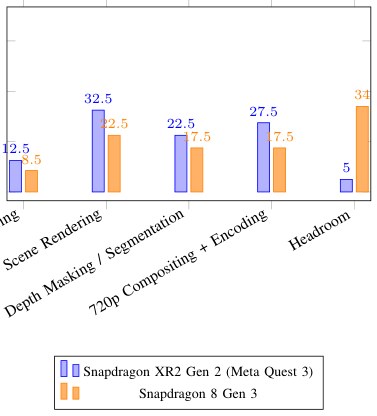 32.5
34
27.5
22.5
22.5
12.5
17.5
17.5
8.5
5
ing
Scene Rendering
Depth Masking / Segmentation
720p Compositing + Encoding
Headroom
Snapdragon XR2 Gen 2 (Meta Quest 3)
Snapdragon 8 Gen 3